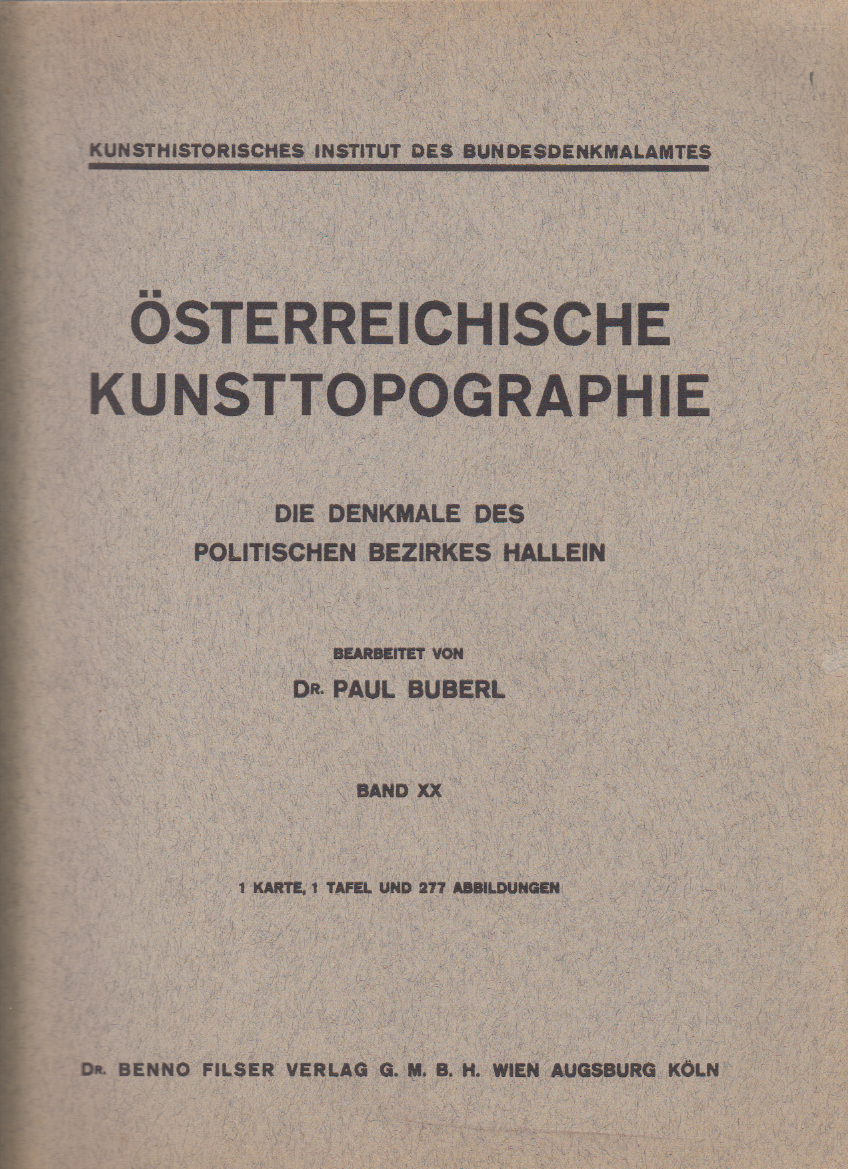 KUNSTHISTORISCHES INSTITUT DES BUNDESDENKMALAMTES
ÖSTERREICHISCHE
KUNSTTOPOGRAPHIE
DIE DENKMALE DES
POLITISCHEN BEZIRKES HALLEIN
BEARBEITET VON
DR. PAUL BUBERL
BAND XX
1 KARTE, 1 TAFEL UND 277 ABBILDUNGEN
DR. BENNO FILSER VERLAG G. M. B. H. WIEN AUGSBURG KÖLN